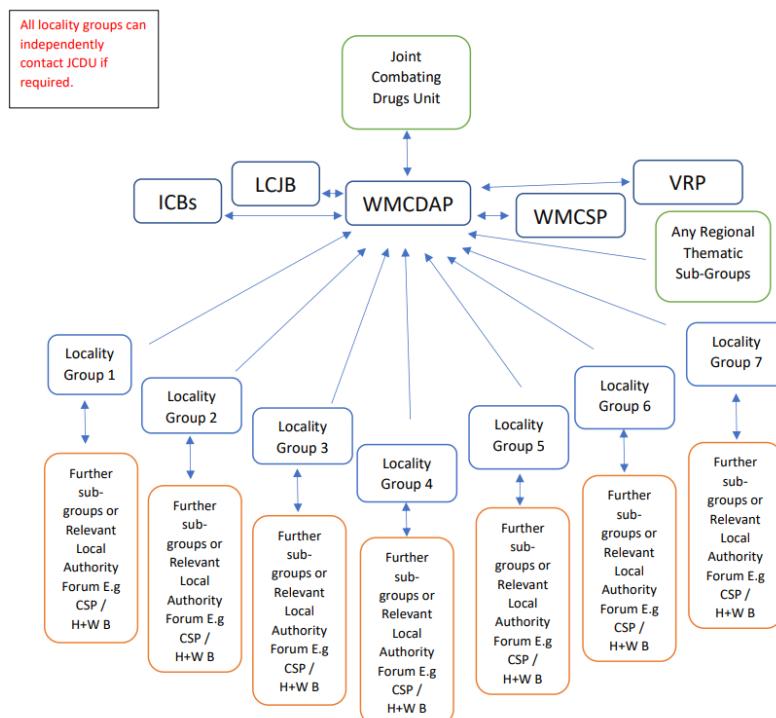 All locality groups can
independently
contact JCDU if
required.
Joint
Combating
Drugs Unit
ICBs
LCJB
WMCDAP
WMCSP
VRP
Any Regional
Thematic
Sub-Groups
Locality
Group 1
Locality
Group 2
Locality
Group 3
Locality
Group 4
Locality
Group 5
Locality
Group 6
Locality
Group 7
Further
sub-
groups or
Relevant
Local
Authority
Forum E.g
CSP /
H+W B
Further
sub-
groups or
Relevant
Local
Authority
Forum E.g
CSP /
H+W B
Further
sub-
groups or
Relevant
Local
Authority
Forum E.g
CSP /
H+W B
Further
sub-
groups or
Relevant
Local
Authority
Forum E.g
CSP /
H+W B
Further
sub-
groups or
Relevant
Local
Authority
Forum E.g
CSP /
H+W B
Further
sub-
groups or
Relevant
Local
Authority
Forum E.g
CSP /
H+W B
Further
sub-
groups or
Relevant
Local
Authority
Forum E.g
CSP /
H+W B